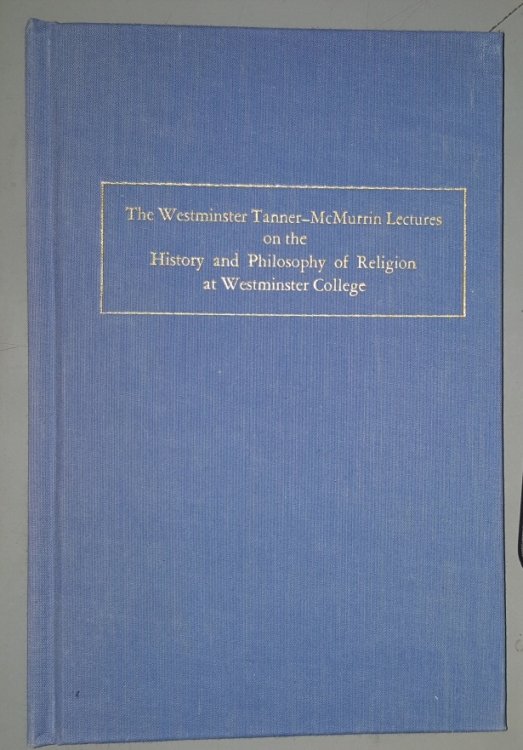 The Westminster Tanner–McMurrin Lectures
on the
History and Philosophy of Religion
at Westminster College